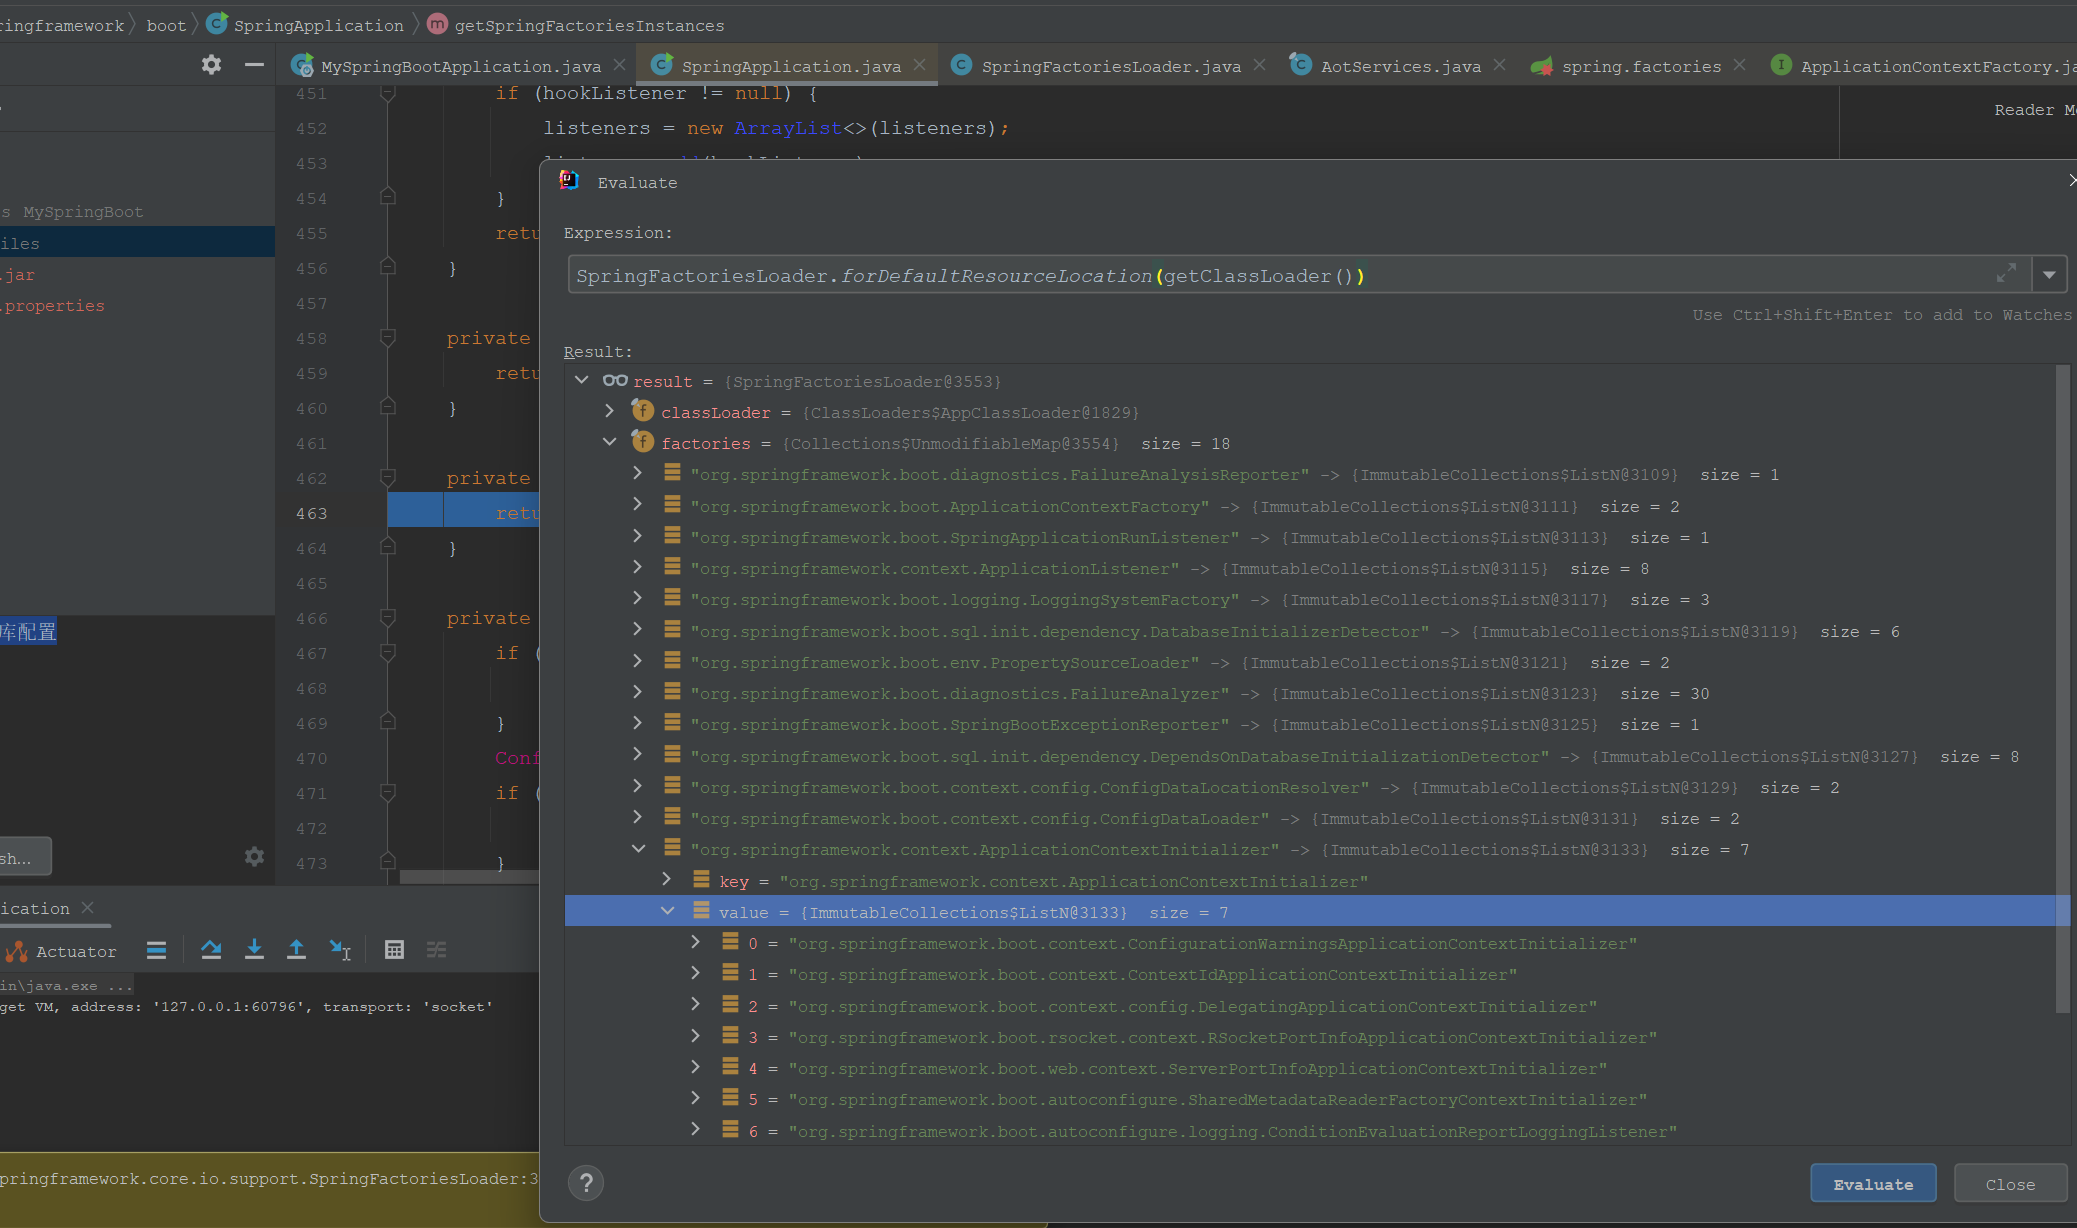 ringframework boot SpringApplication getSpringFactoriesInstances
MySpringBootApplication.java SpringApplication.java SpringFactoriesLoader.java AotServices.java spring.factories ApplicationContextFactory.ja
Reader M
s MySpringBoot
iles
.jar
.properties
库配置
sh...
451 if (hookListener != null) {
452 listeners = new ArrayList<>(listeners);
453
454 }
455 retu
456 }
457
458 private
459 retu
460 }
461
462 private
463 retu
464 }
465
466 private
467 if (
468
469 }
470 Conf
471 if (
472
473 }
Evaluate
Expression:
SpringFactoriesLoader.forDefaultResourceLocation(getClassLoader())
Use Ctrl+Shift+Enter to add to Watches
Result:
result = {SpringFactoriesLoader@3553}
classLoader = {ClassLoaders$AppClassLoader@1829}
factories = {Collections$UnmodifiableMap@3554} size = 18
"org.springframework.boot.diagnostics.FailureAnalysisReporter" -> {ImmutableCollections$ListN@3109} size = 1
"org.springframework.boot.ApplicationContextFactory" -> {ImmutableCollections$ListN@3111} size = 2
"org.springframework.boot.SpringApplicationRunListener" -> {ImmutableCollections$ListN@3113} size = 1
"org.springframework.context.ApplicationListener" -> {ImmutableCollections$ListN@3115} size = 8
"org.springframework.boot.logging.LoggingSystemFactory" -> {ImmutableCollections$ListN@3117} size = 3
"org.springframework.boot.sql.init.dependency.DatabaseInitializerDetector" -> {ImmutableCollections$ListN@3119} size = 6
"org.springframework.boot.env.PropertySourceLoader" -> {ImmutableCollections$ListN@3121} size = 2
"org.springframework.boot.diagnostics.FailureAnalyzer" -> {ImmutableCollections$ListN@3123} size = 30
"org.springframework.boot.SpringBootExceptionReporter" -> {ImmutableCollections$ListN@3125} size = 1
"org.springframework.boot.sql.init.dependency.DependsOnDatabaseInitializationDetector" -> {ImmutableCollections$ListN@3127} size = 8
"org.springframework.boot.context.config.ConfigDataLocationResolver" -> {ImmutableCollections$ListN@3129} size = 2
"org.springframework.boot.context.config.ConfigDataLoader" -> {ImmutableCollections$ListN@3131} size = 2
"org.springframework.context.ApplicationContextInitializer" -> {ImmutableCollections$ListN@3133} size = 7
key = "org.springframework.context.ApplicationContextInitializer"
value = {ImmutableCollections$ListN@3133} size = 7
0 = "org.springframework.boot.context.ConfigurationWarningsApplicationContextInitializer"
1 = "org.springframework.boot.context.ContextIdApplicationContextInitializer"
2 = "org.springframework.boot.context.config.DelegatingApplicationContextInitializer"
3 = "org.springframework.boot.rsocket.context.RSocketPortInfoApplicationContextInitializer"
4 = "org.springframework.boot.web.context.ServerPortInfoApplicationContextInitializer"
5 = "org.springframework.boot.autoconfigure.SharedMetadataReaderFactoryContextInitializer"
6 = "org.springframework.boot.autoconfigure.logging.ConditionEvaluationReportLoggingListener"
Evaluate Close
ication
Actuator
in\java.exe ...
get VM, address: '127.0.0.1:60796', transport: 'socket'
pringframework.core.io.support.SpringFactoriesLoader:3